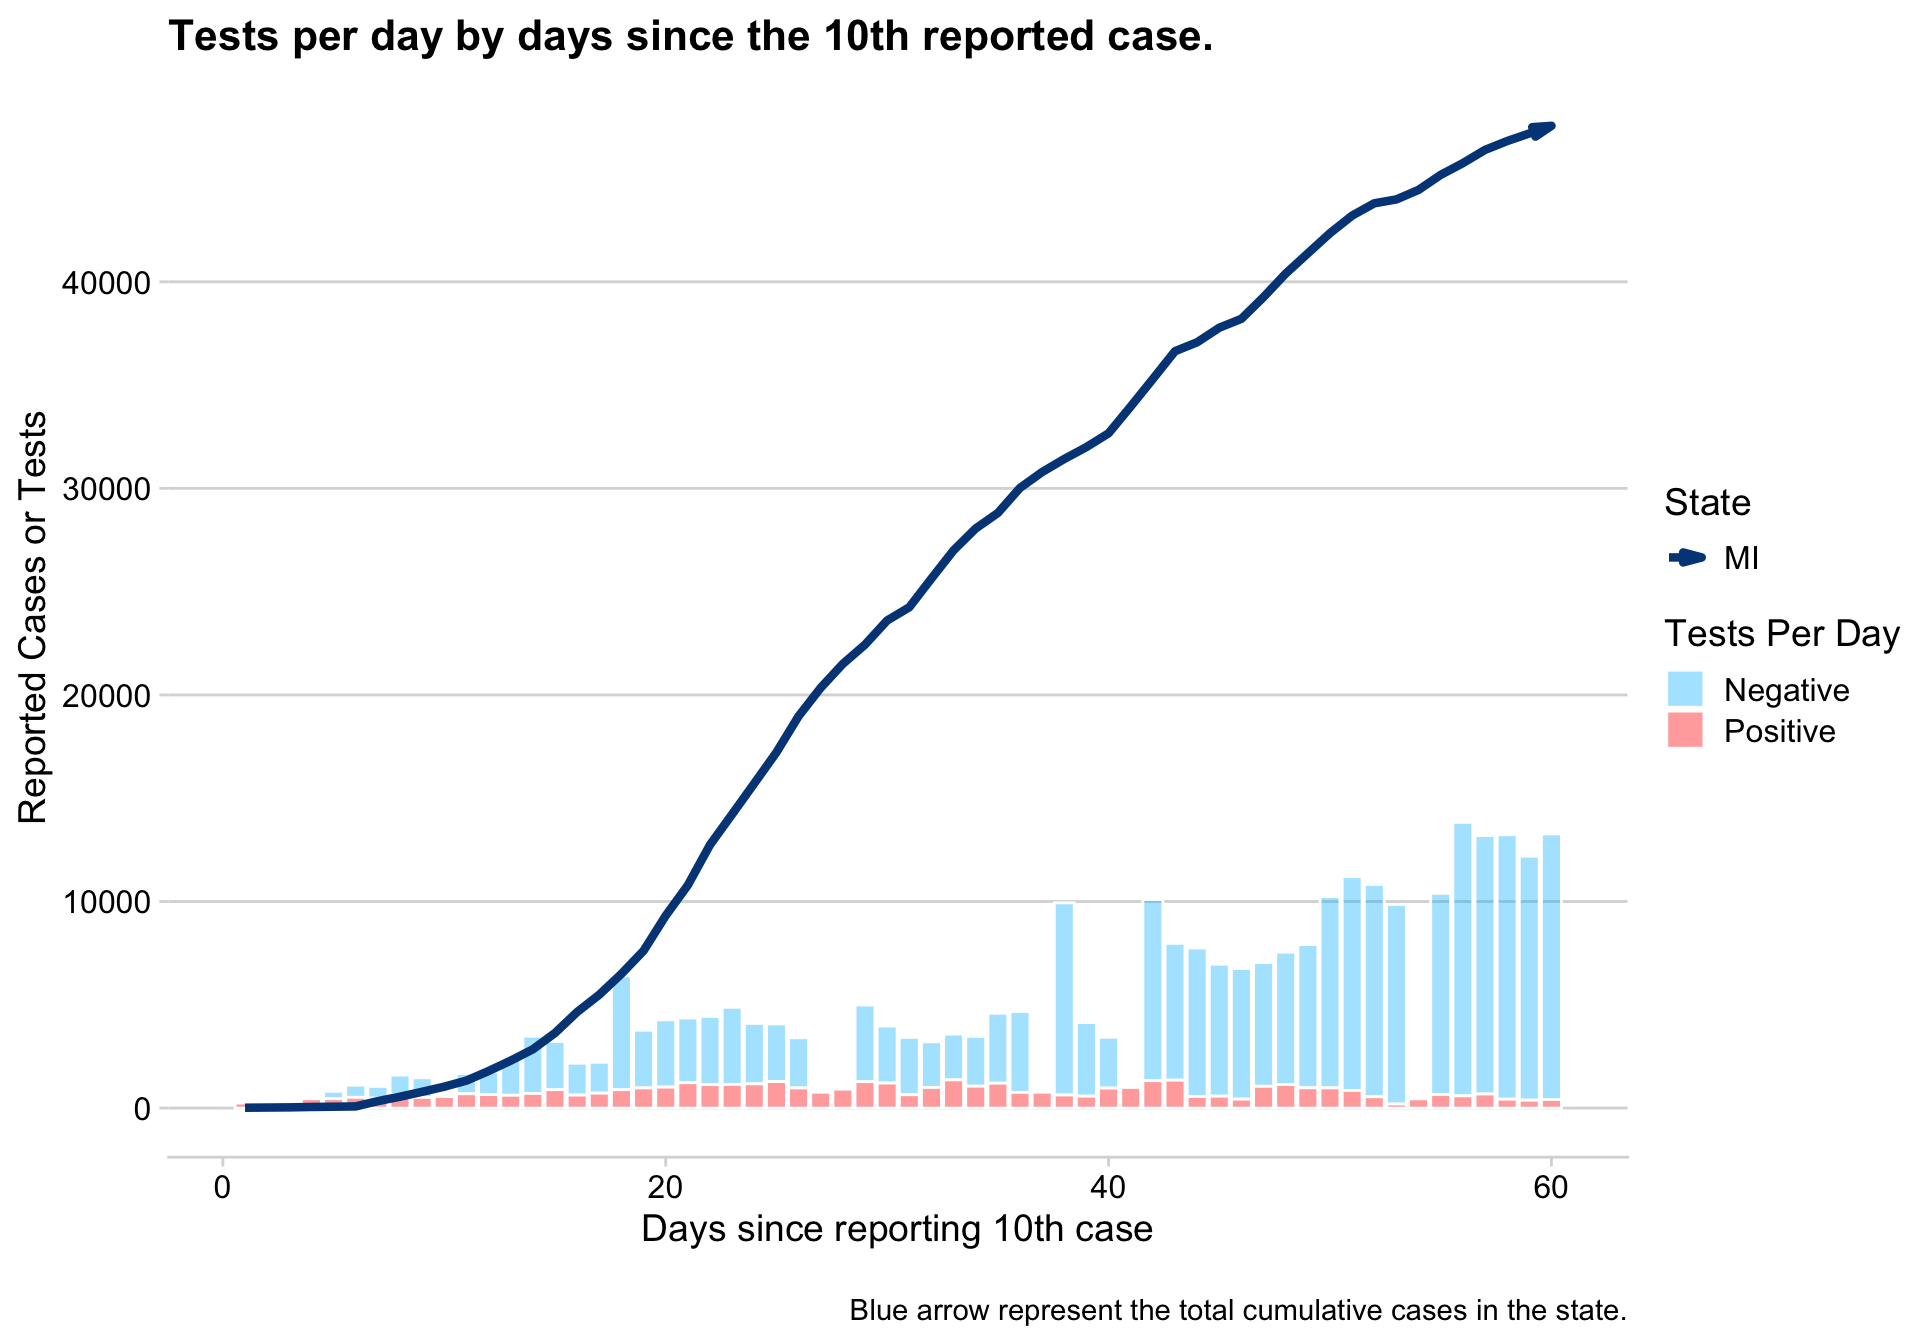 Tests per day by days since the 10th reported case.
Reported Cases or Tests
40000
30000
20000
10000
0
0
20
40
60
Days since reporting 10th case
State
MI
Tests Per Day
Negative
Positive
Blue arrow represent the total cumulative cases in the state.